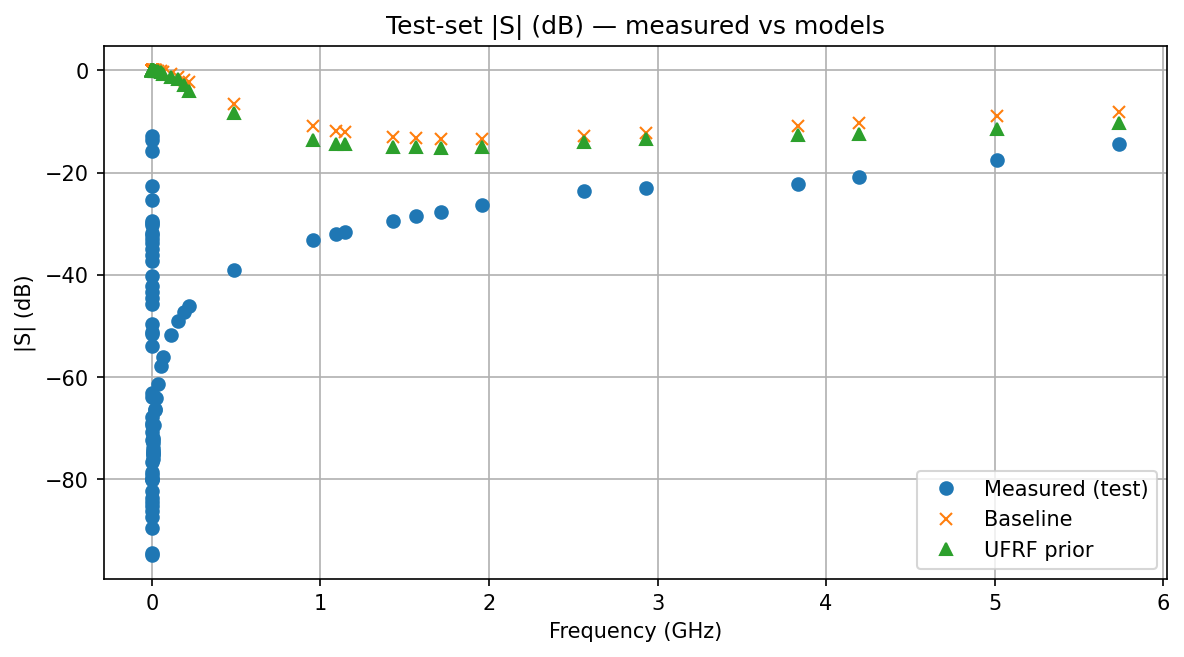 Test-set |S| (dB) — measured vs models
|S| (dB)
0
−20
−40
−60
−80
0 1 2 3 4 5 6
Frequency (GHz)
Measured (test)
Baseline
UFRF prior